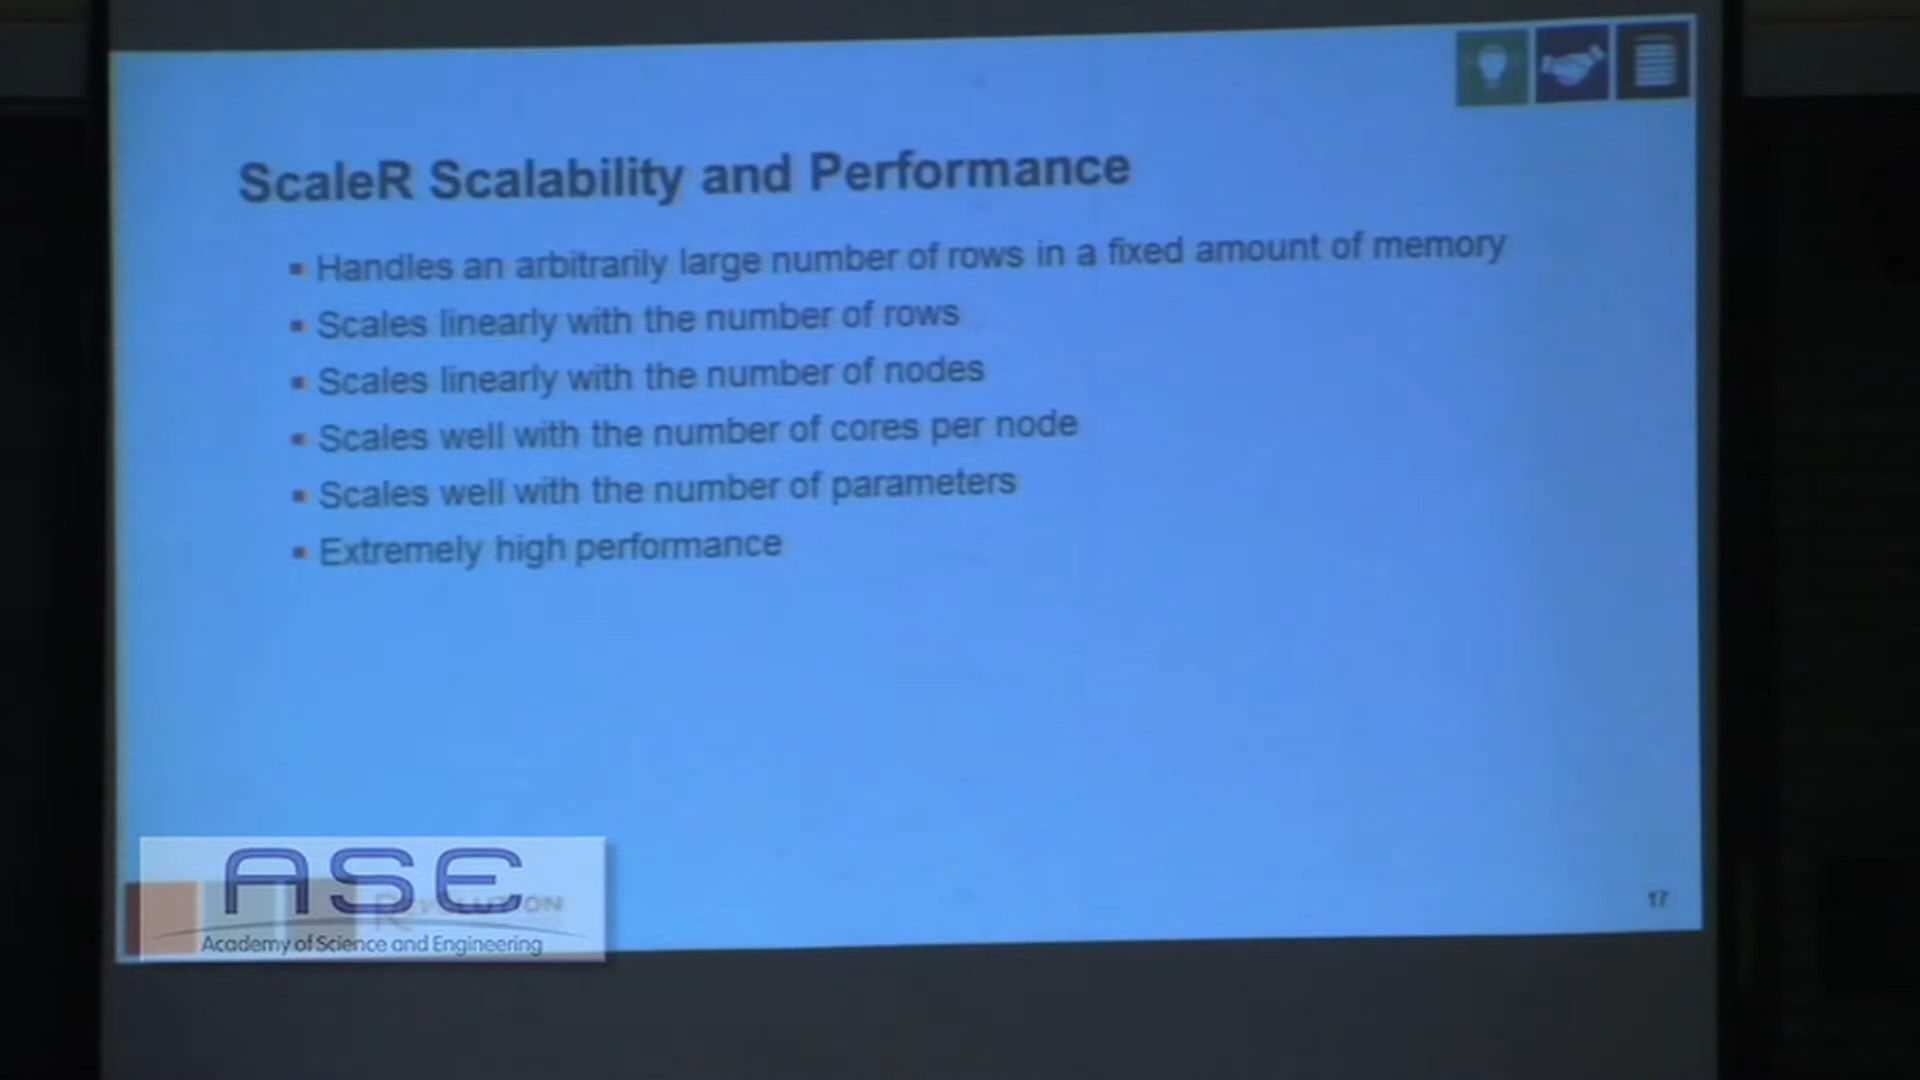 ScaleR Scalability and Performance
▪ Handles an arbitrarily large number of rows in a fixed amount of memory
▪ Scales linearly with the number of rows
▪ Scales linearly with the number of nodes
▪ Scales well with the number of cores per node
▪ Scales well with the number of parameters
▪ Extremely high performance
ASE
REVOLUTION
Academy of Science and Engineering
17